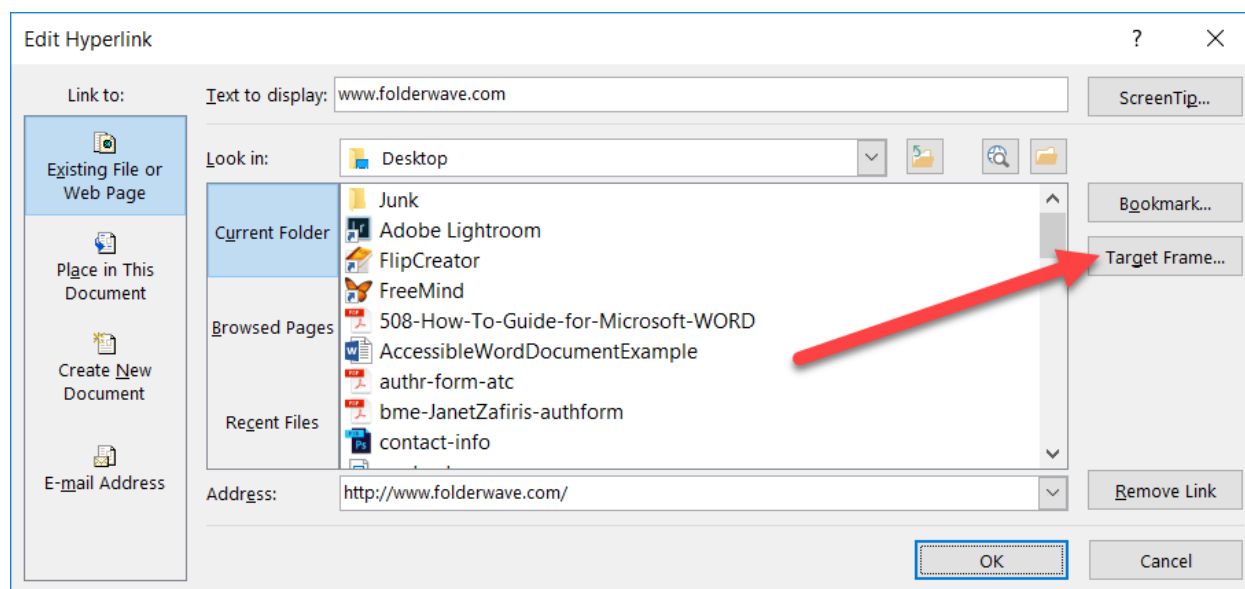 Edit Hyperlink
?
Link to:
Text to display: www.folderwave.com
ScreenTip...
Existing File or
Web Page
Look in: Desktop
Current Folder
Junk
Adobe Lightroom
FlipCreator
FreeMind
508-How-To-Guide-for-Microsoft-WORD
AccessibleWordDocumentExample
authr-form-atc
bme-JanetZafiris-authform
contact-info
Browsed Pages
Recent Files
Bookmark...
Target Frame...
Place in This
Document
Create New
Document
E-mail Address
Address: http://www.folderwave.com/
Remove Link
OK
Cancel